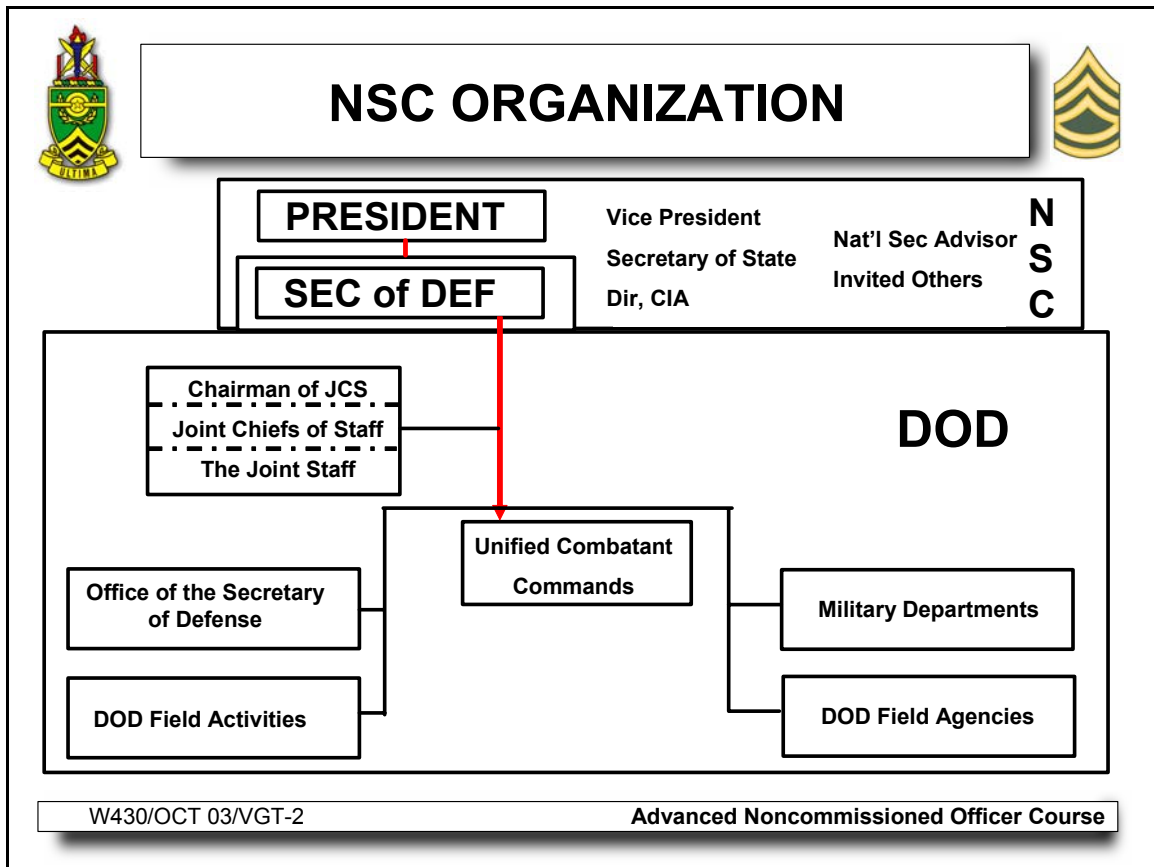 NSC ORGANIZATION
ULTIMA
PRESIDENT
SEC of DEF
Vice President
Secretary of State
Dir, CIA
Nat’l Sec Advisor
Invited Others
N
S
C
Chairman of JCS
Joint Chiefs of Staff
The Joint Staff
DOD
Unified Combatant
Commands
Office of the Secretary
of Defense
DOD Field Activities
Military Departments
DOD Field Agencies
W430/OCT 03/VGT-2
Advanced Noncommissioned Officer Course